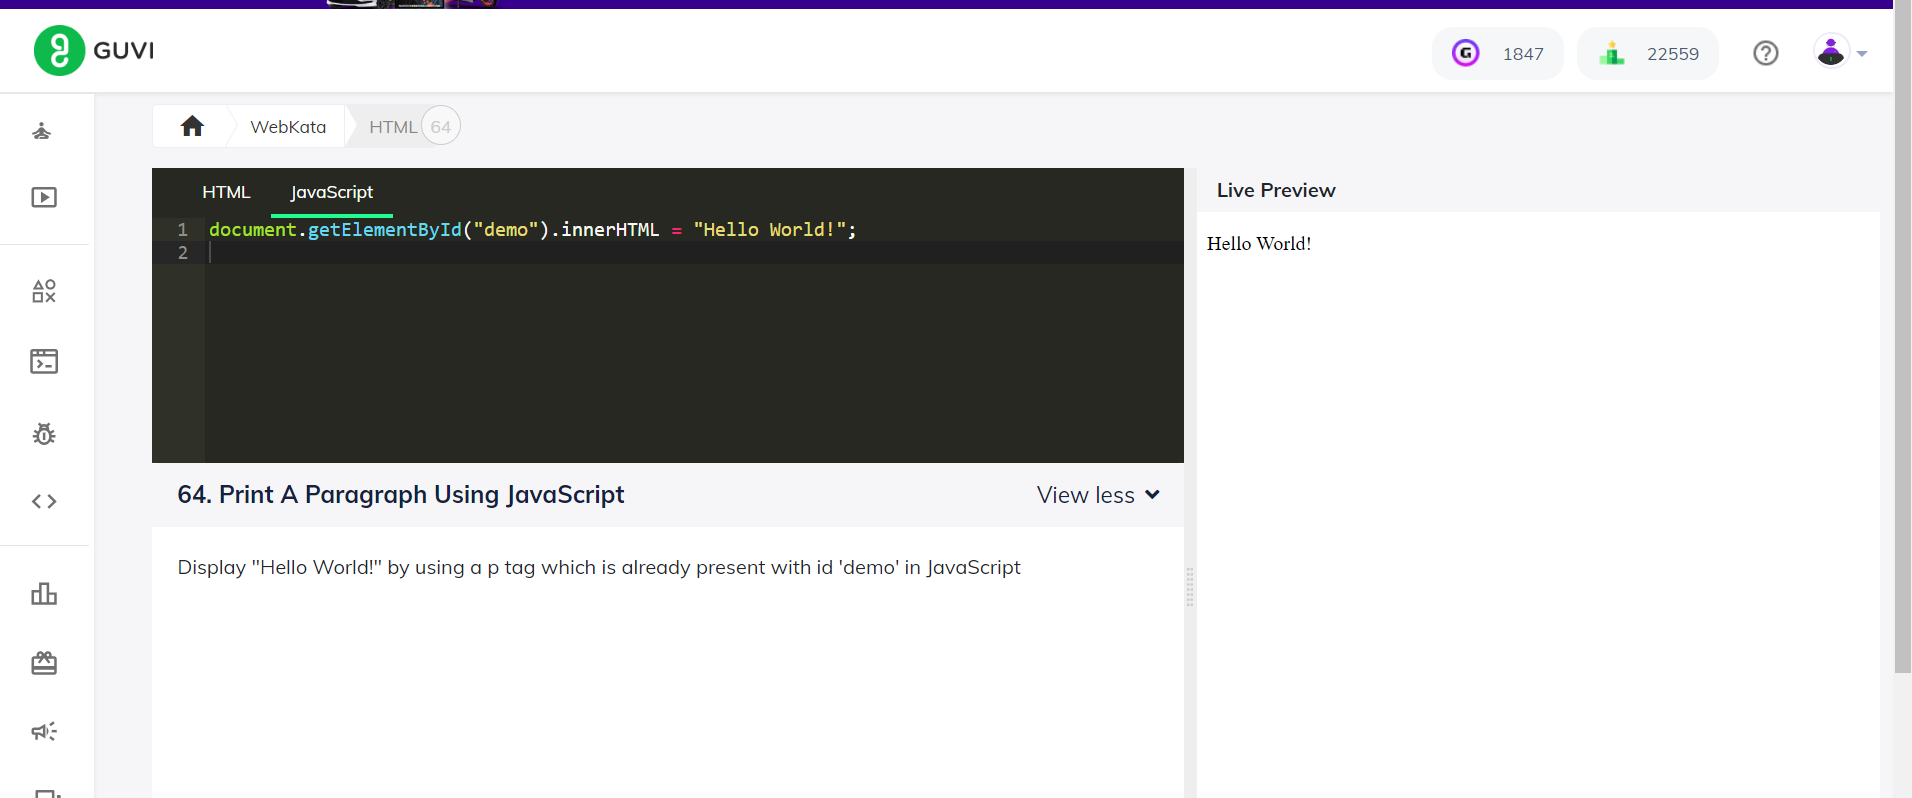 GUVI
1847
22559
WebKata
HTML 64
HTML JavaScript
1 document.getElementById("demo").innerHTML = "Hello World!";
2
64. Print A Paragraph Using JavaScript
View less
Display "Hello World!" by using a p tag which is already present with id 'demo' in JavaScript
Live Preview
Hello World!